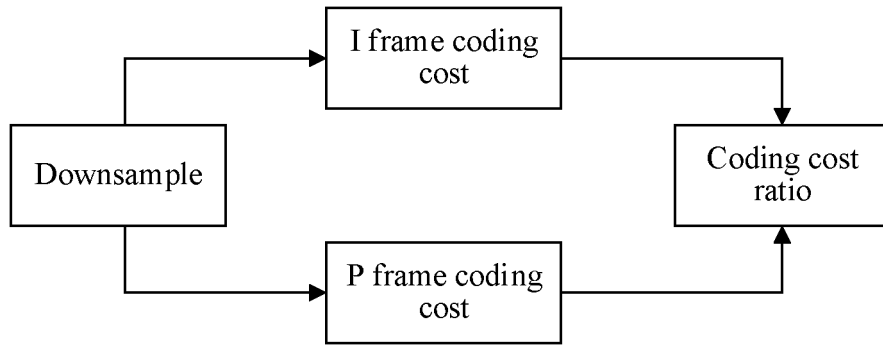 I frame coding
cost
Downsample
Coding cost
ratio
P frame coding
cost